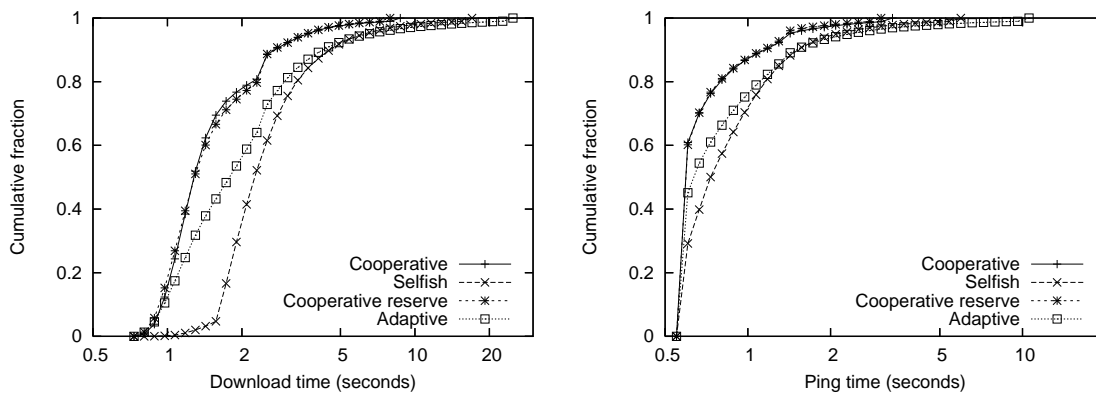 1
0.8
0.6
0.4
0.2
0
Cumulative fraction
Cooperative
Selfish
Cooperative reserve
Adaptive
0.5 1 2 5 10 20
Download time (seconds)
1
0.8
0.6
0.4
0.2
0
Cumulative fraction
Cooperative
Selfish
Cooperative reserve
Adaptive
0.5 1 2 5 10
Ping time (seconds)